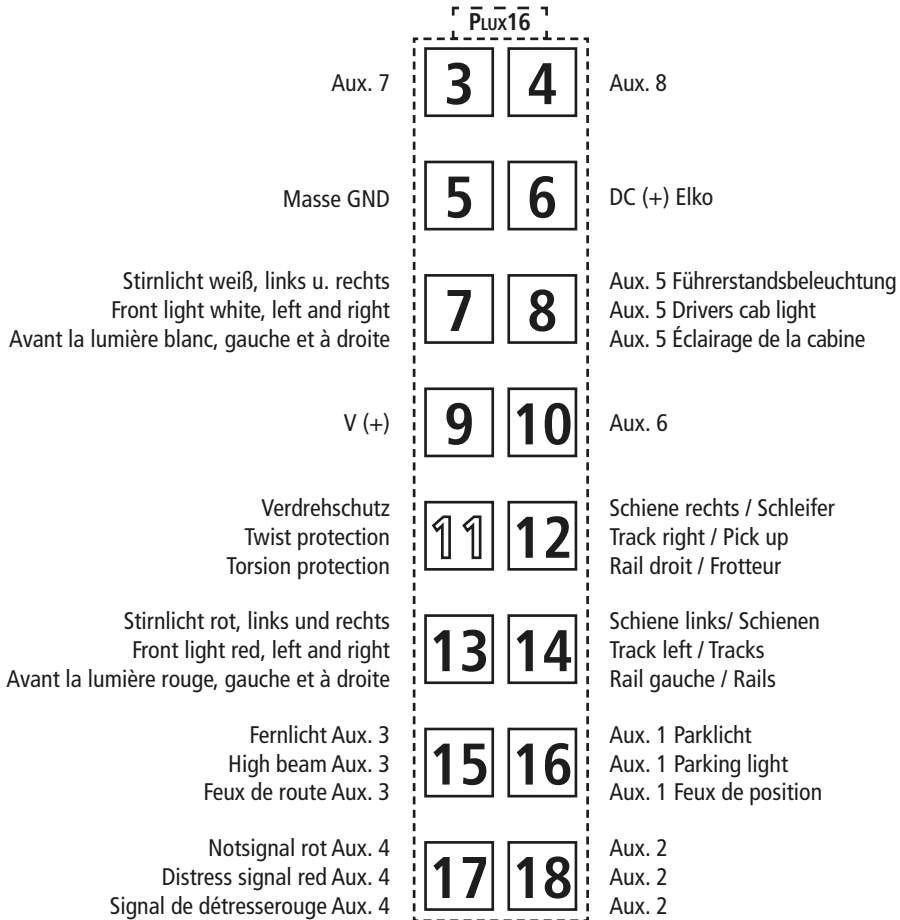 PLUX16
Aux. 7 3 4 Aux. 8
Masse GND 5 6 DC (+) Elko
Stirnlicht weiß, links u. rechts
Front light white, left and right
Avant la lumière blanc, gauche et à droite
7 8
Aux. 5 Führerstandsbeleuchtung
Aux. 5 Drivers cab light
Aux. 5 Éclairage de la cabine
V (+) 9 10 Aux. 6
Verdrehschutz
Twist protection
Torsion protection
11 12
Schiene rechts / Schleifer
Track right / Pick up
Rail droit / Frotteur
Stirnlicht rot, links und rechts
Front light red, left and right
Avant la lumière rouge, gauche et à droite
13 14
Schiene links/ Schienen
Track left / Tracks
Rail gauche / Rails
Fernlicht Aux. 3
High beam Aux. 3
Feux de route Aux. 3
15 16
Aux. 1 Parklicht
Aux. 1 Parking light
Aux. 1 Feux de position
Notsignal rot Aux. 4
Distress signal red Aux. 4
Signal de détresserouge Aux. 4
17 18
Aux. 2
Aux. 2
Aux. 2